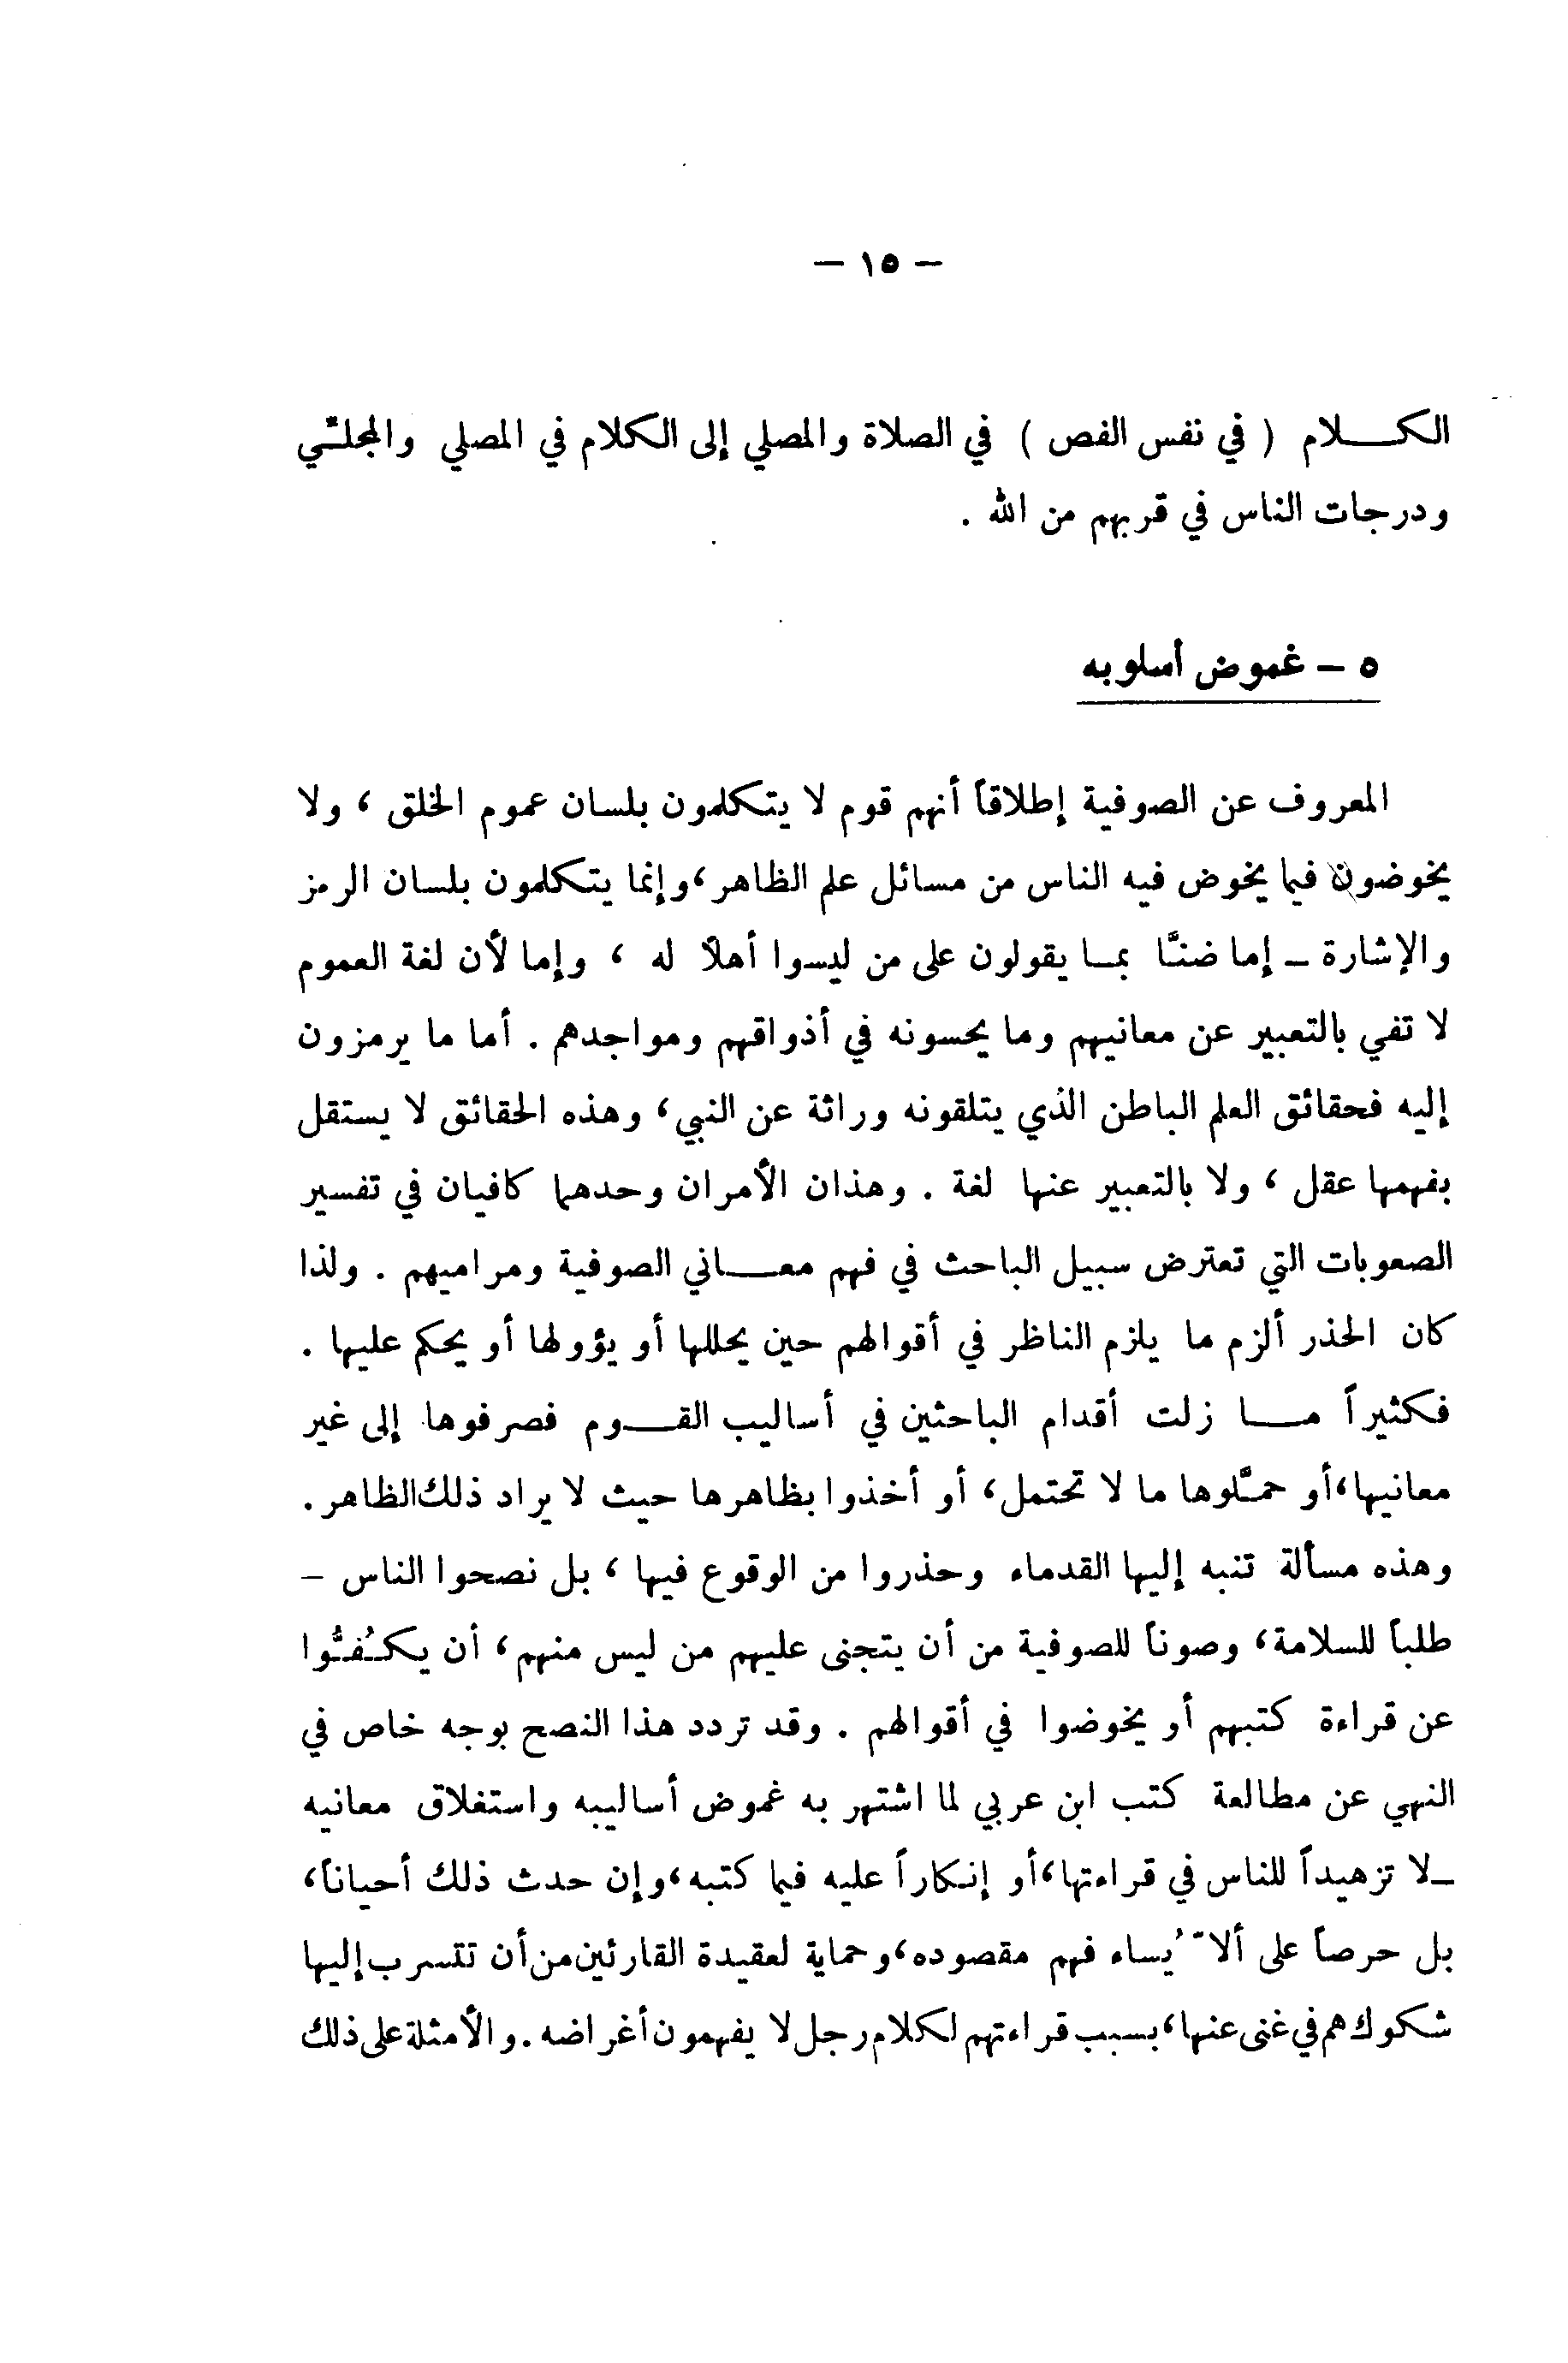 — ١٥ —
الكلام ( في نفس الفص ) في الصلاة والمصلي إلى الكلام في المصلي والمجلّي
ودرجات الناس في قربهم من الله .
٥ – غموض أسلوبه
المعروف عن الصوفية إطلاقاً أنهم قوم لا يتكلمون بلسان عموم الخلق ، ولا
يخوضون فيما يخوض فيه الناس من مسائل علم الظاهر ، وإنما يتكلمون بلسان الرمز
والإشارة – إما ضنًّا بما يقولون على من ليسوا أهلًا له ، وإما لأن لغة العموم
لا تفي بالتعبير عن معانيهم وما يحسونه في أذواقهم ومواجدهم . أما ما يرمزون
إليه فحقائق العلم الباطن الذي يتلقونه وراثة عن النبي ، وهذه الحقائق لا يستقل
بفهمها عقل ، ولا بالتعبير عنها لغة . وهذان الأمران وحدهما كافيان في تفسير
الصعوبات التي تعترض سبيل الباحث في فهم معاني الصوفية ومراميهم . ولذا
كان الحذر ألزم ما يلزم الناظر في أقوالهم حين يحللها أو يؤولها أو يحكم عليها .
فكثيراً ما زلت أقدام الباحثين في أساليب القوم فصرفوها إلى غير
معانيها ، أو حمَّلوها ما لا تحتمل ، أو أخذوا بظاهرها حيث لا يراد ذلك الظاهر .
وهذه مسألة تنبه إليها القدماء وحذروا من الوقوع فيها ، بل نصحوا الناس –
طلباً للسلامة ، وصوناً للصوفية من أن يتجنى عليهم من ليس منهم ، أن يكُفُّوا
عن قراءة كتبهم أو يخوضوا في أقوالهم . وقد تردد هذا النصح بوجه خاص في
النهي عن مطالعة كتب ابن عربي لما اشتهر به غموض أساليبه واستغلاق معانيه
– لا تزهيداً للناس في قراءتها ، أو إنكاراً عليه فيما كتبه ، وإن حدث ذلك أحياناً ،
بل حرصاً على ألاّ يُساء فهم مقصوده ، وحماية لعقيدة القارئين من أن تتسرب إليها
شكوك هم في غنى عنها ، بسبب قراءتهم لكلام رجل لا يفهمون أغراضه . والأمثلة على ذلك